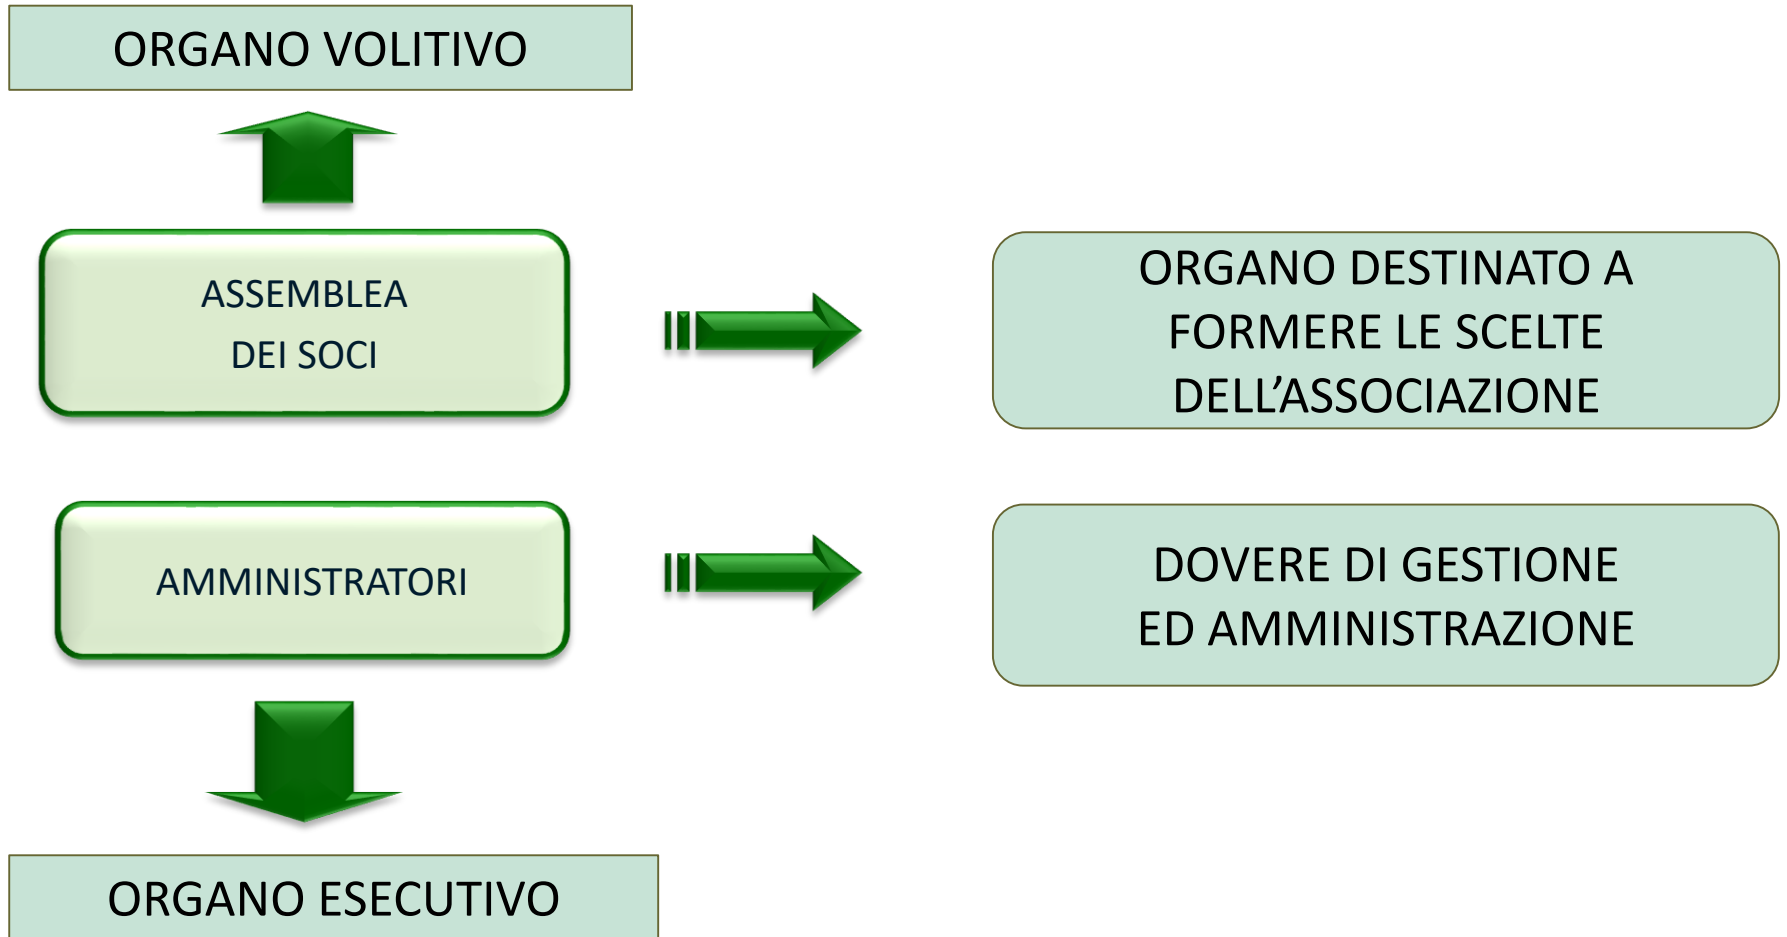 ORGANO VOLITIVO
ASSEMBLEA
DEI SOCI
ORGANO DESTINATO A
FORMERE LE SCELTE
DELL’ASSOCIAZIONE
AMMINISTRATORI
DOVERE DI GESTIONE
ED AMMINISTRAZIONE
ORGANO ESECUTIVO